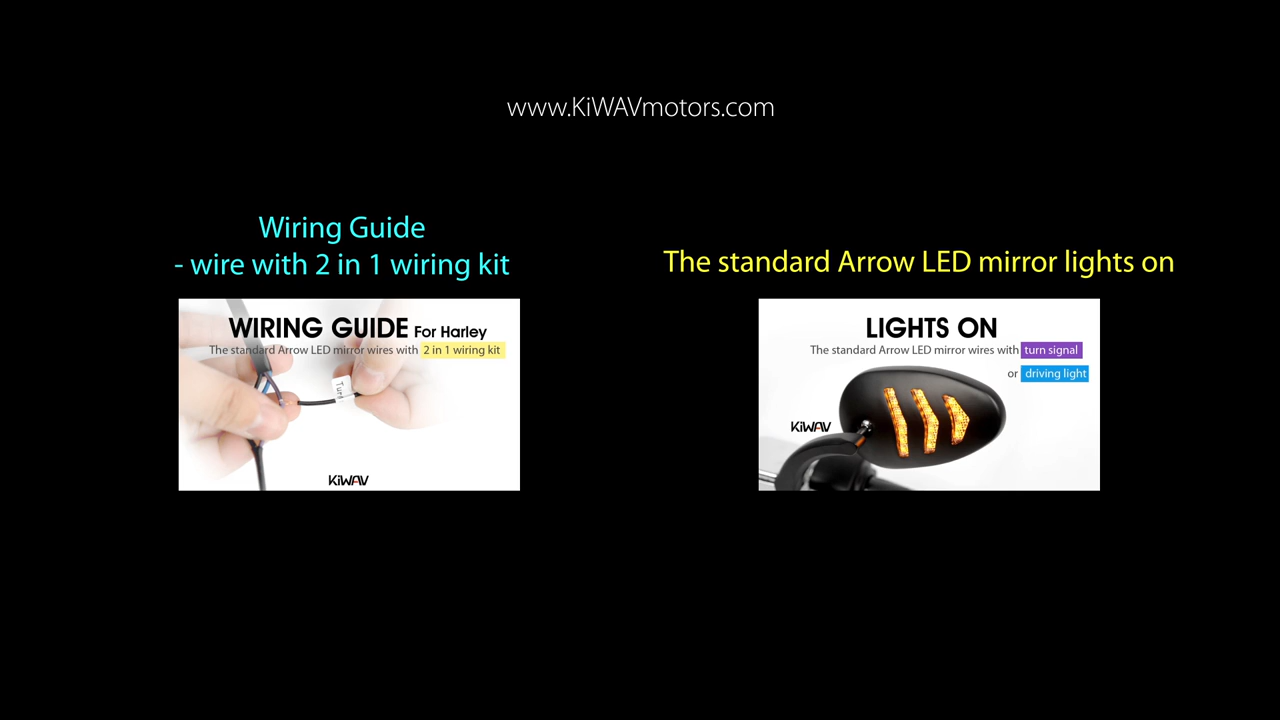 www.KiWAVmotors.com
Wiring Guide
- wire with 2 in 1 wiring kit
WIRING GUIDE For Harley
The standard Arrow LED mirror wires with 2 in 1 wiring kit
Turn
KiWAV
The standard Arrow LED mirror lights on
LIGHTS ON
The standard Arrow LED mirror wires with turn signal
or driving light
KiWAV